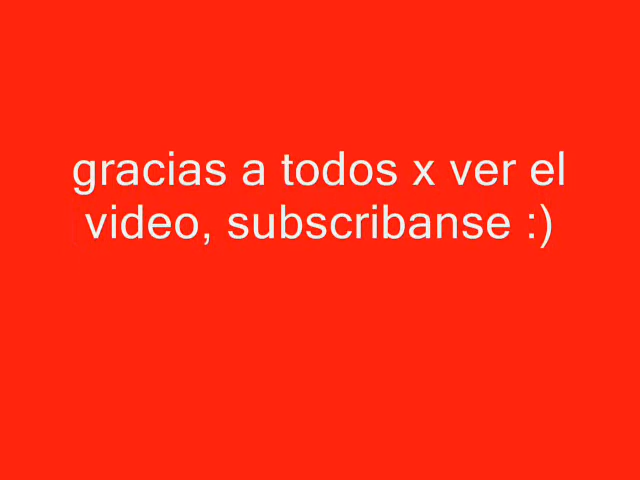 gracias a todos x ver el
video, subscribanse :)